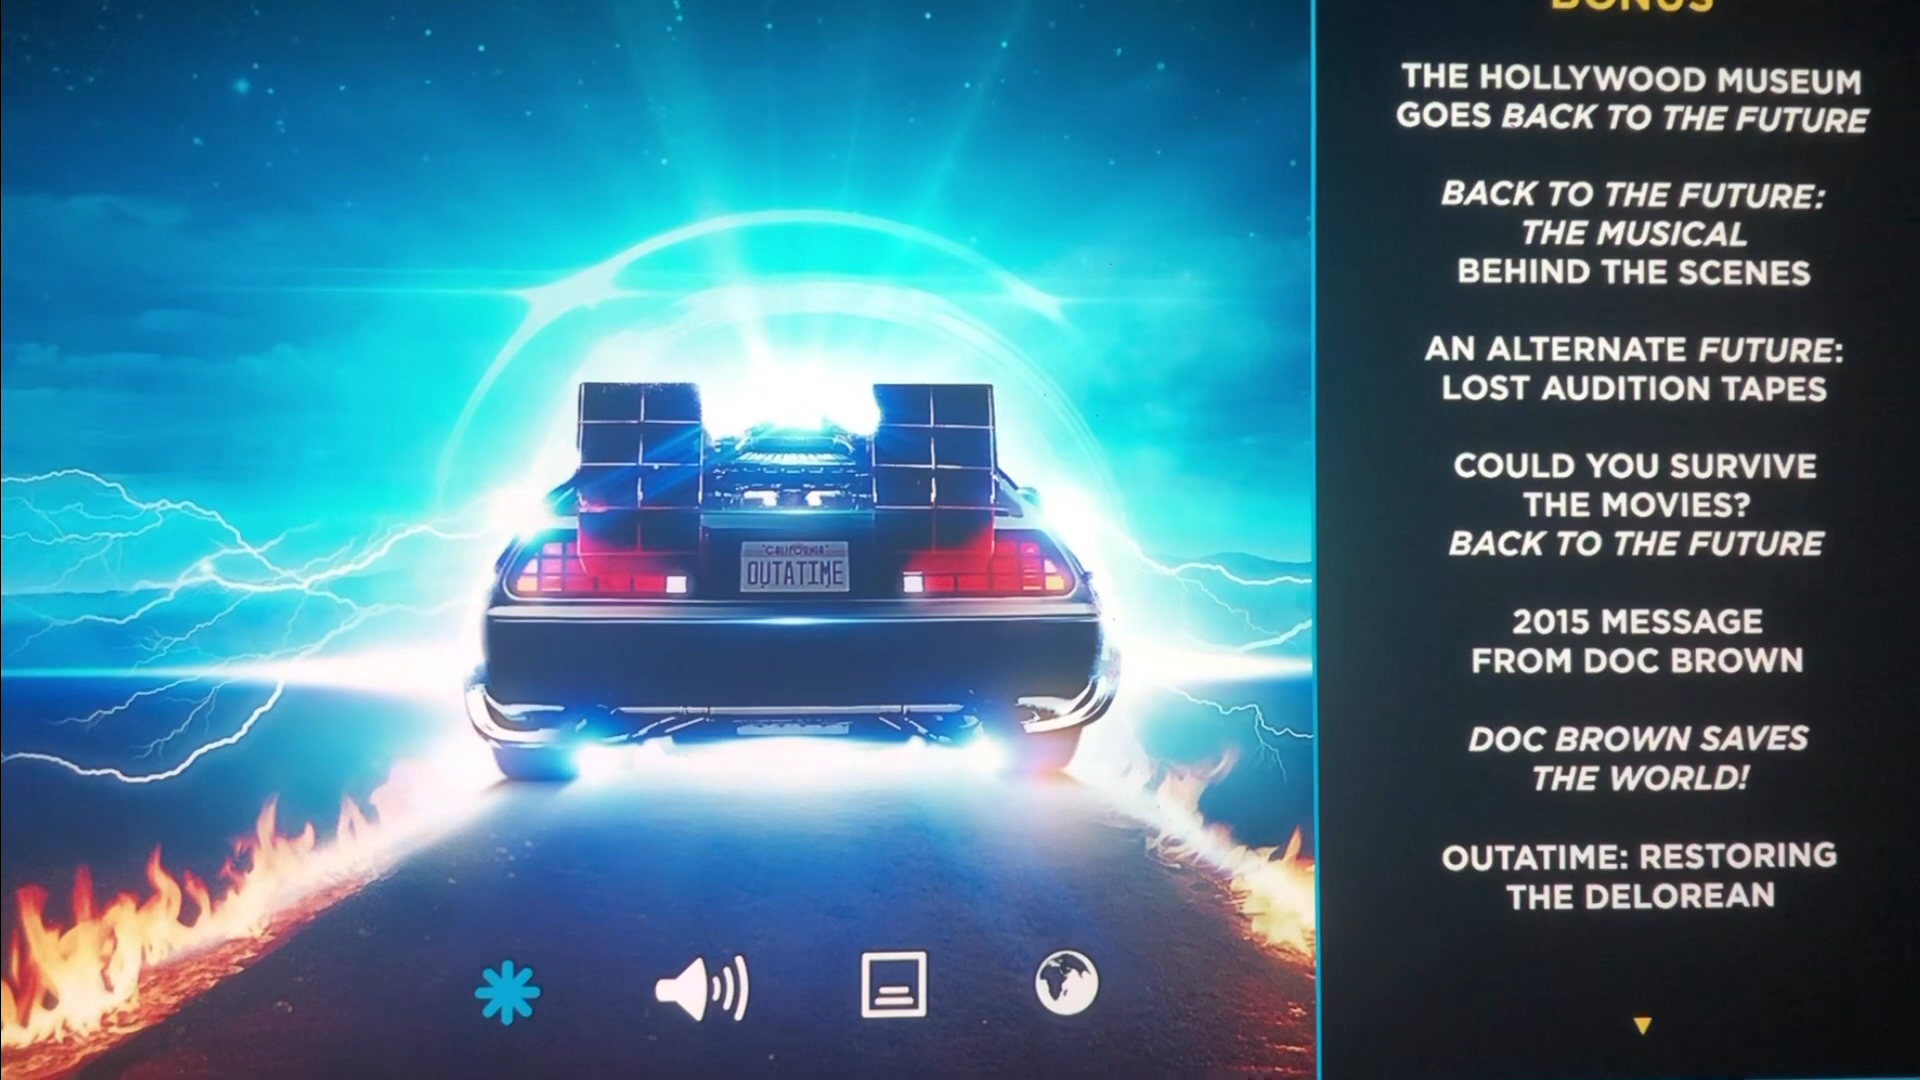 BONUS
THE HOLLYWOOD MUSEUM
GOES BACK TO THE FUTURE
BACK TO THE FUTURE:
THE MUSICAL
BEHIND THE SCENES
AN ALTERNATE FUTURE:
LOST AUDITION TAPES
COULD YOU SURVIVE
THE MOVIES?
BACK TO THE FUTURE
2015 MESSAGE
FROM DOC BROWN
DOC BROWN SAVES
THE WORLD!
OUTATIME: RESTORING
THE DELOREAN
CALIFORNIA
OUTATIME